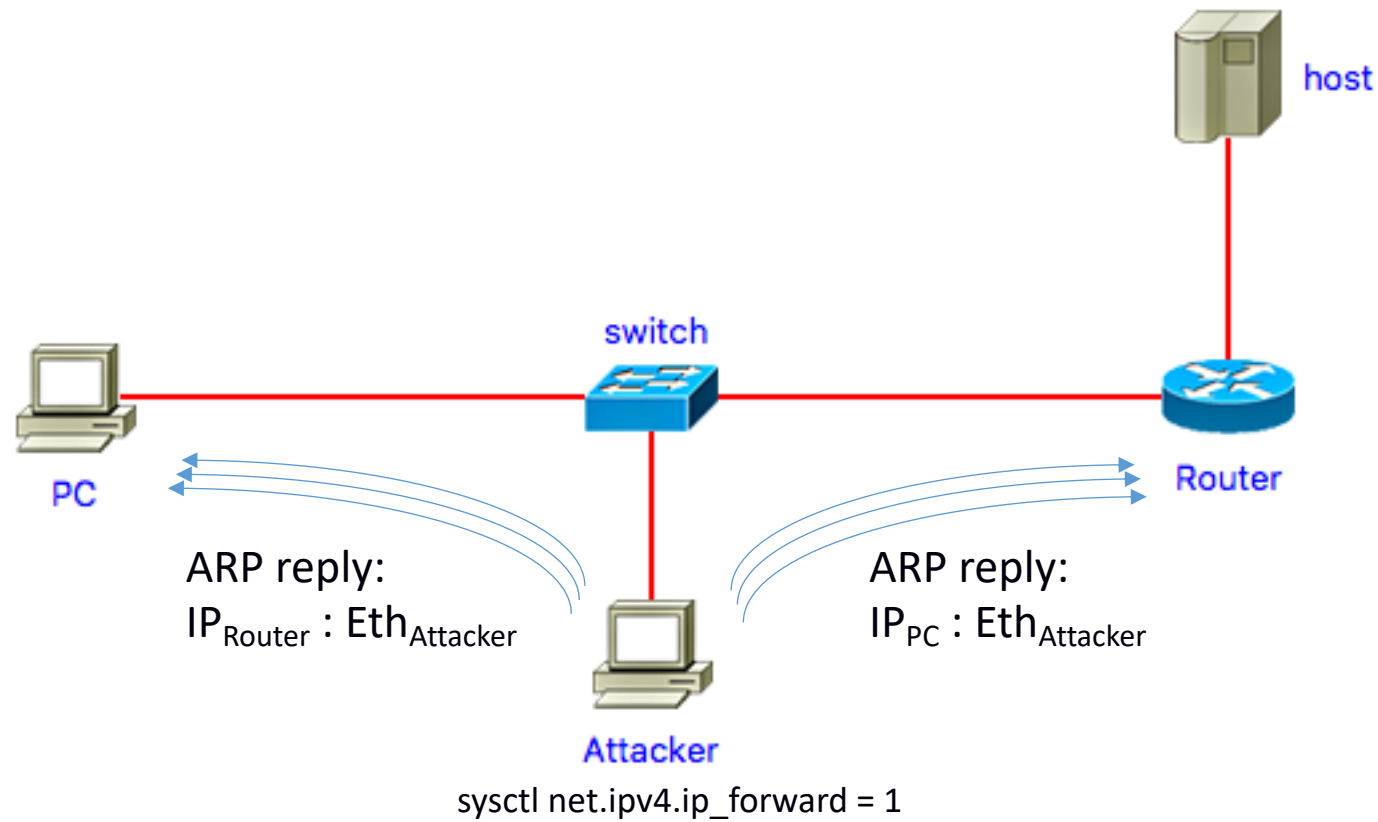 host
switch
PC
Router
ARP reply:
IPRouter : EthAttacker
ARP reply:
IPPC : EthAttacker
Attacker
sysctl net.ipv4.ip_forward = 1